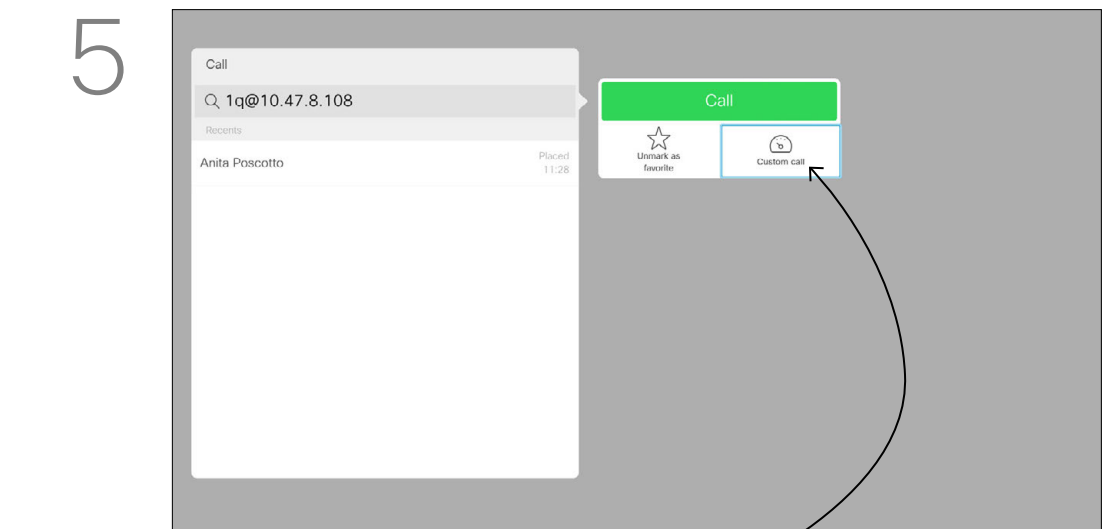 5
Call
1q@10.47.8.108
Recents
Anita Poscotto
Placed
11:28
Call
Unmark as
favorite
Custom call